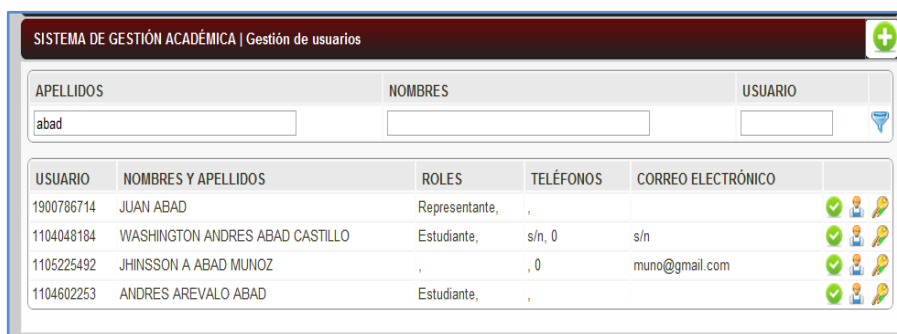 SISTEMA DE GESTIÓN ACADÉMICA | Gestión de usuarios
APELLIDOS NOMBRES USUARIO
abad
USUARIO NOMBRES Y APELLIDOS ROLES TELÉFONOS CORREO ELECTRÓNICO
1900786714 JUAN ABAD Representante, ,
1104048184 WASHINGTON ANDRES ABAD CASTILLO Estudiante, s/n, 0 s/n
1105225492 JHINSSON A ABAD MUNOZ , , 0 muno@gmail.com
1104602253 ANDRES AREVALO ABAD Estudiante, ,